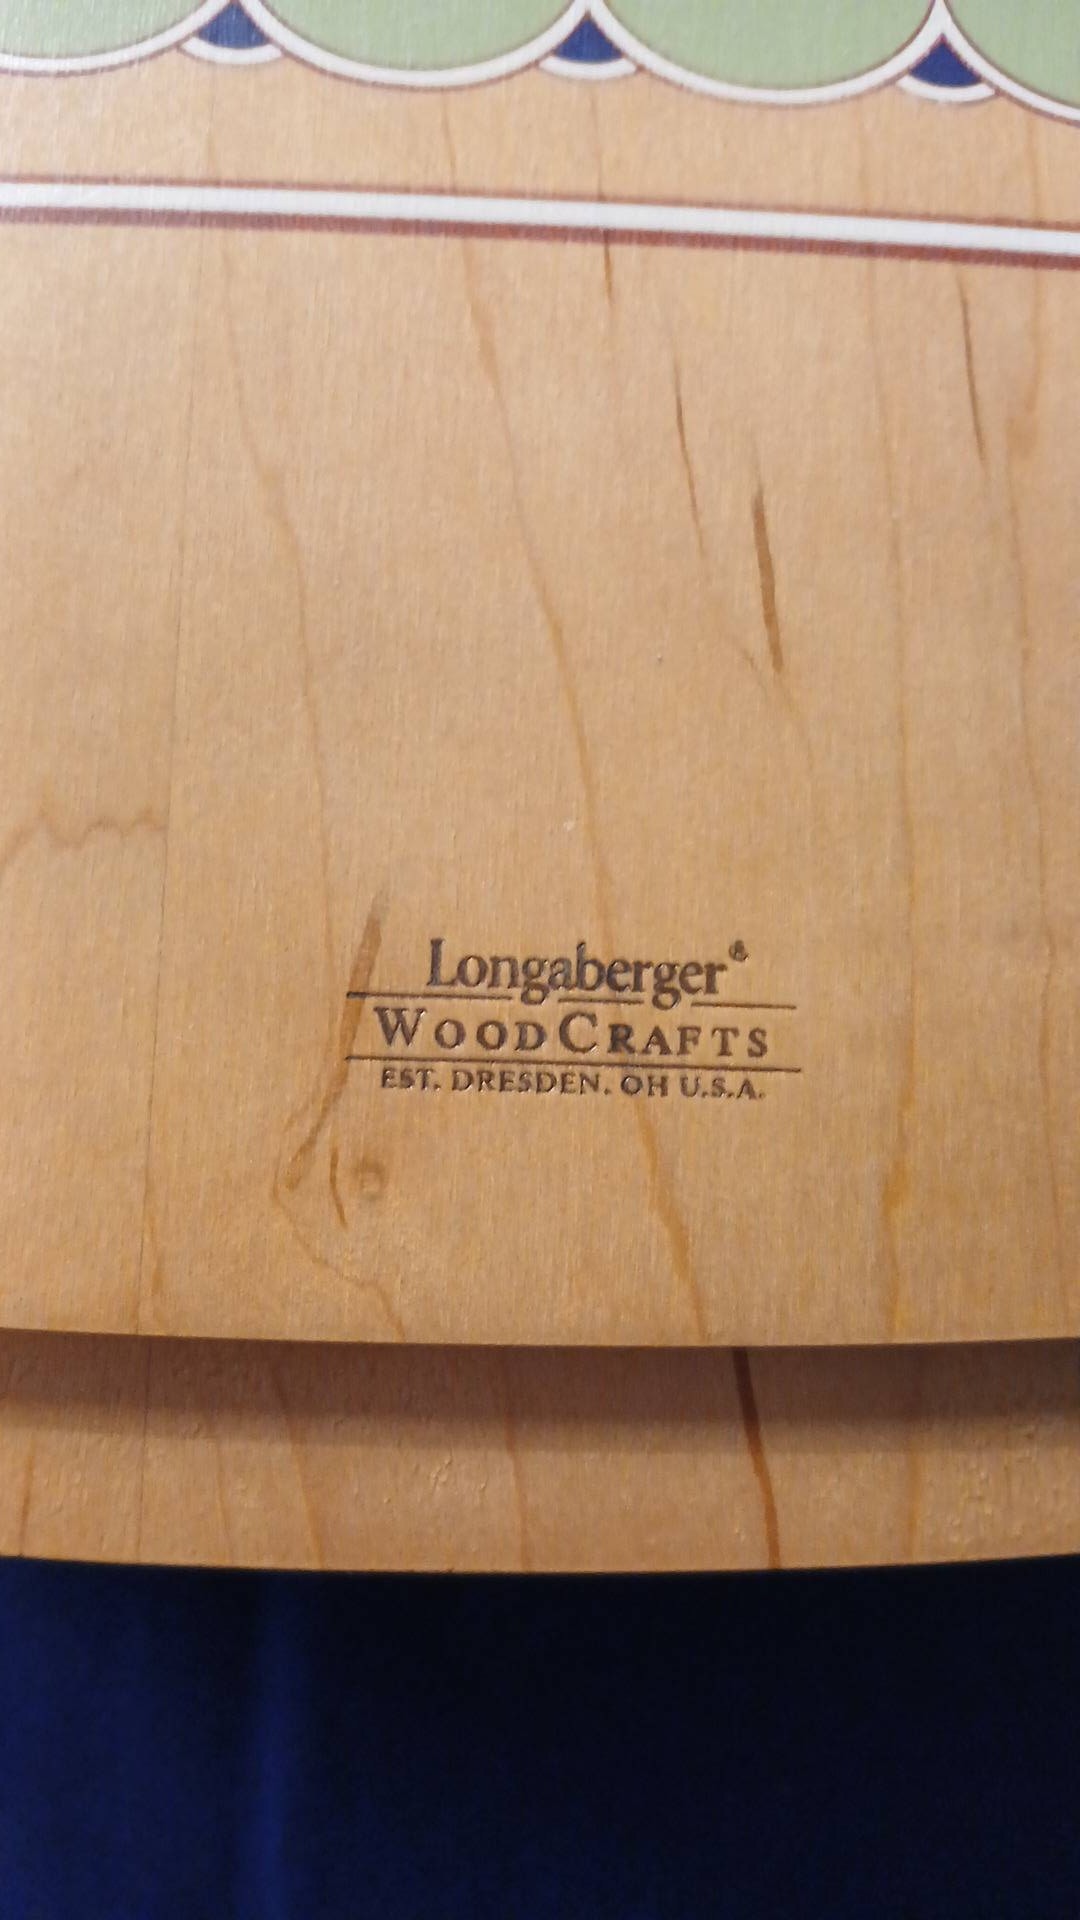 Longaberger®
WOODCRAFTS
EST. DRESDEN. OH U.S.A.